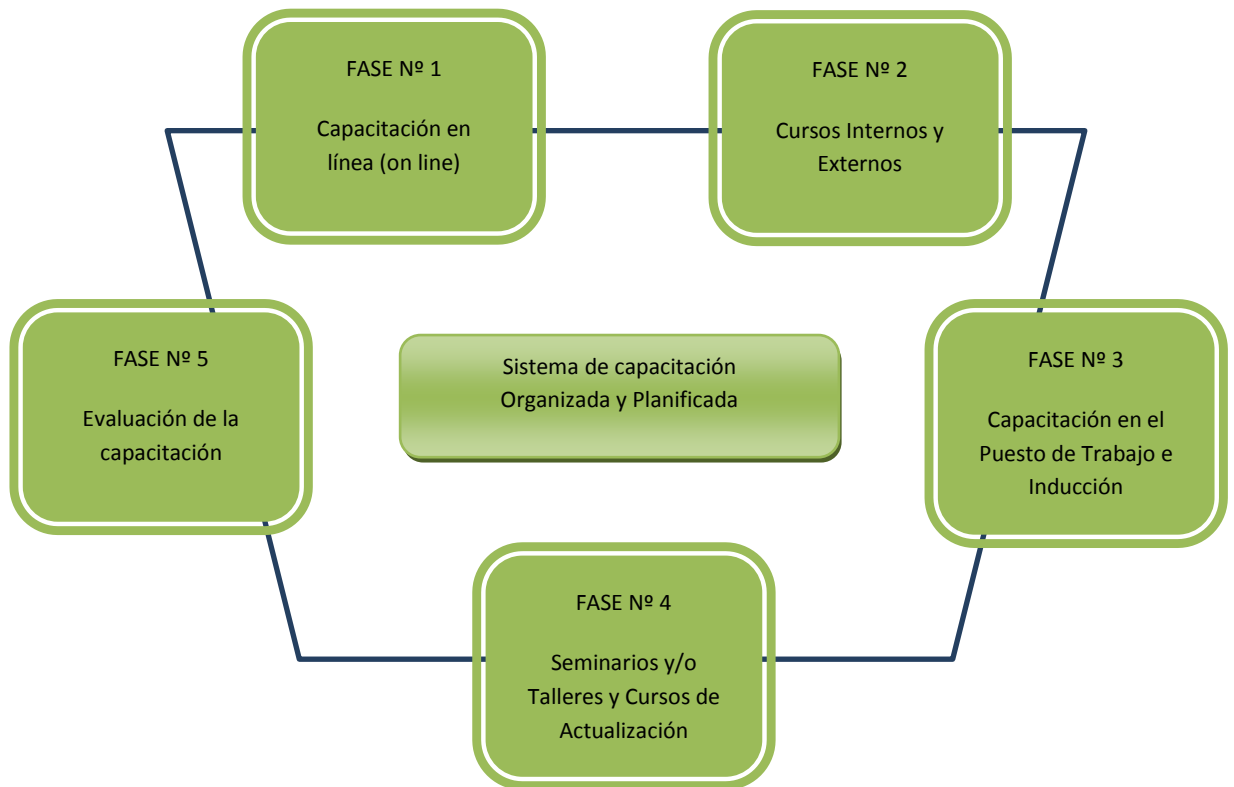 FASE Nº 1
Capacitación en
línea (on line)
FASE Nº 2
Cursos Internos y
Externos
FASE Nº 3
Capacitación en el
Puesto de Trabajo e
Inducción
FASE Nº 4
Seminarios y/o
Talleres y Cursos de
Actualización
FASE Nº 5
Evaluación de la
capacitación
Sistema de capacitación
Organizada y Planificada